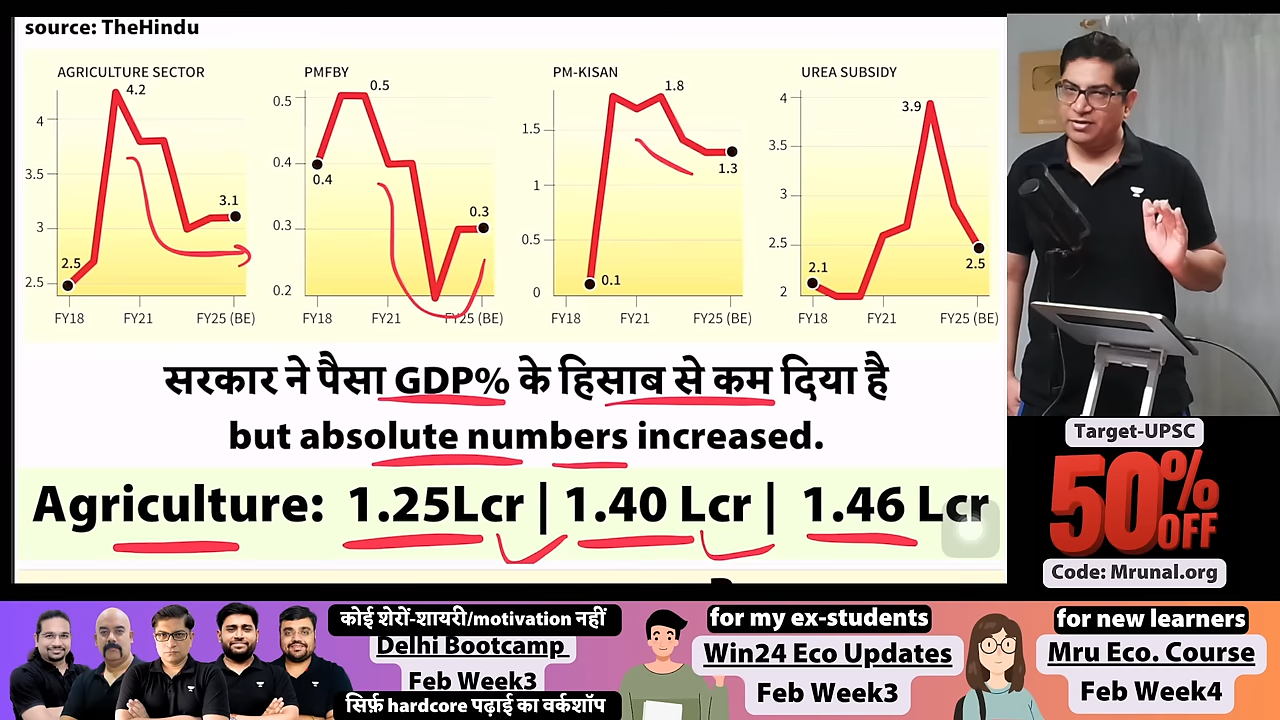 source: TheHindu
AGRICULTURE SECTOR
4.2
4
3.5
3
2.5
2.5
3.1
FY18 FY21 FY25 (BE)
PMFBY
0.5
0.5
0.4
0.4
0.3
0.3
0.2
FY18 FY21 FY25 (BE)
PM-KISAN
1.8
1.5
1.3
1
0.5
0.1
0
FY18 FY21 FY25 (BE)
UREA SUBSIDY
4
3.9
3.5
3
2.5
2.5
2.1
2
FY18 FY21 FY25 (BE)
सरकार ने पैसा GDP% के हिसाब से कम दिया है
but absolute numbers increased.
Agriculture: 1.25Lcr | 1.40 Lcr | 1.46 Lcr
Target-UPSC
50% OFF
Code: Mrunal.org
कोई शेरों-शायरी/motivation नहीं
Delhi Bootcamp
Feb Week3
सिर्फ़ hardcore पढ़ाई का वर्कशॉप
for my ex-students
Win24 Eco Updates
Feb Week3
for new learners
Mru Eco. Course
Feb Week4